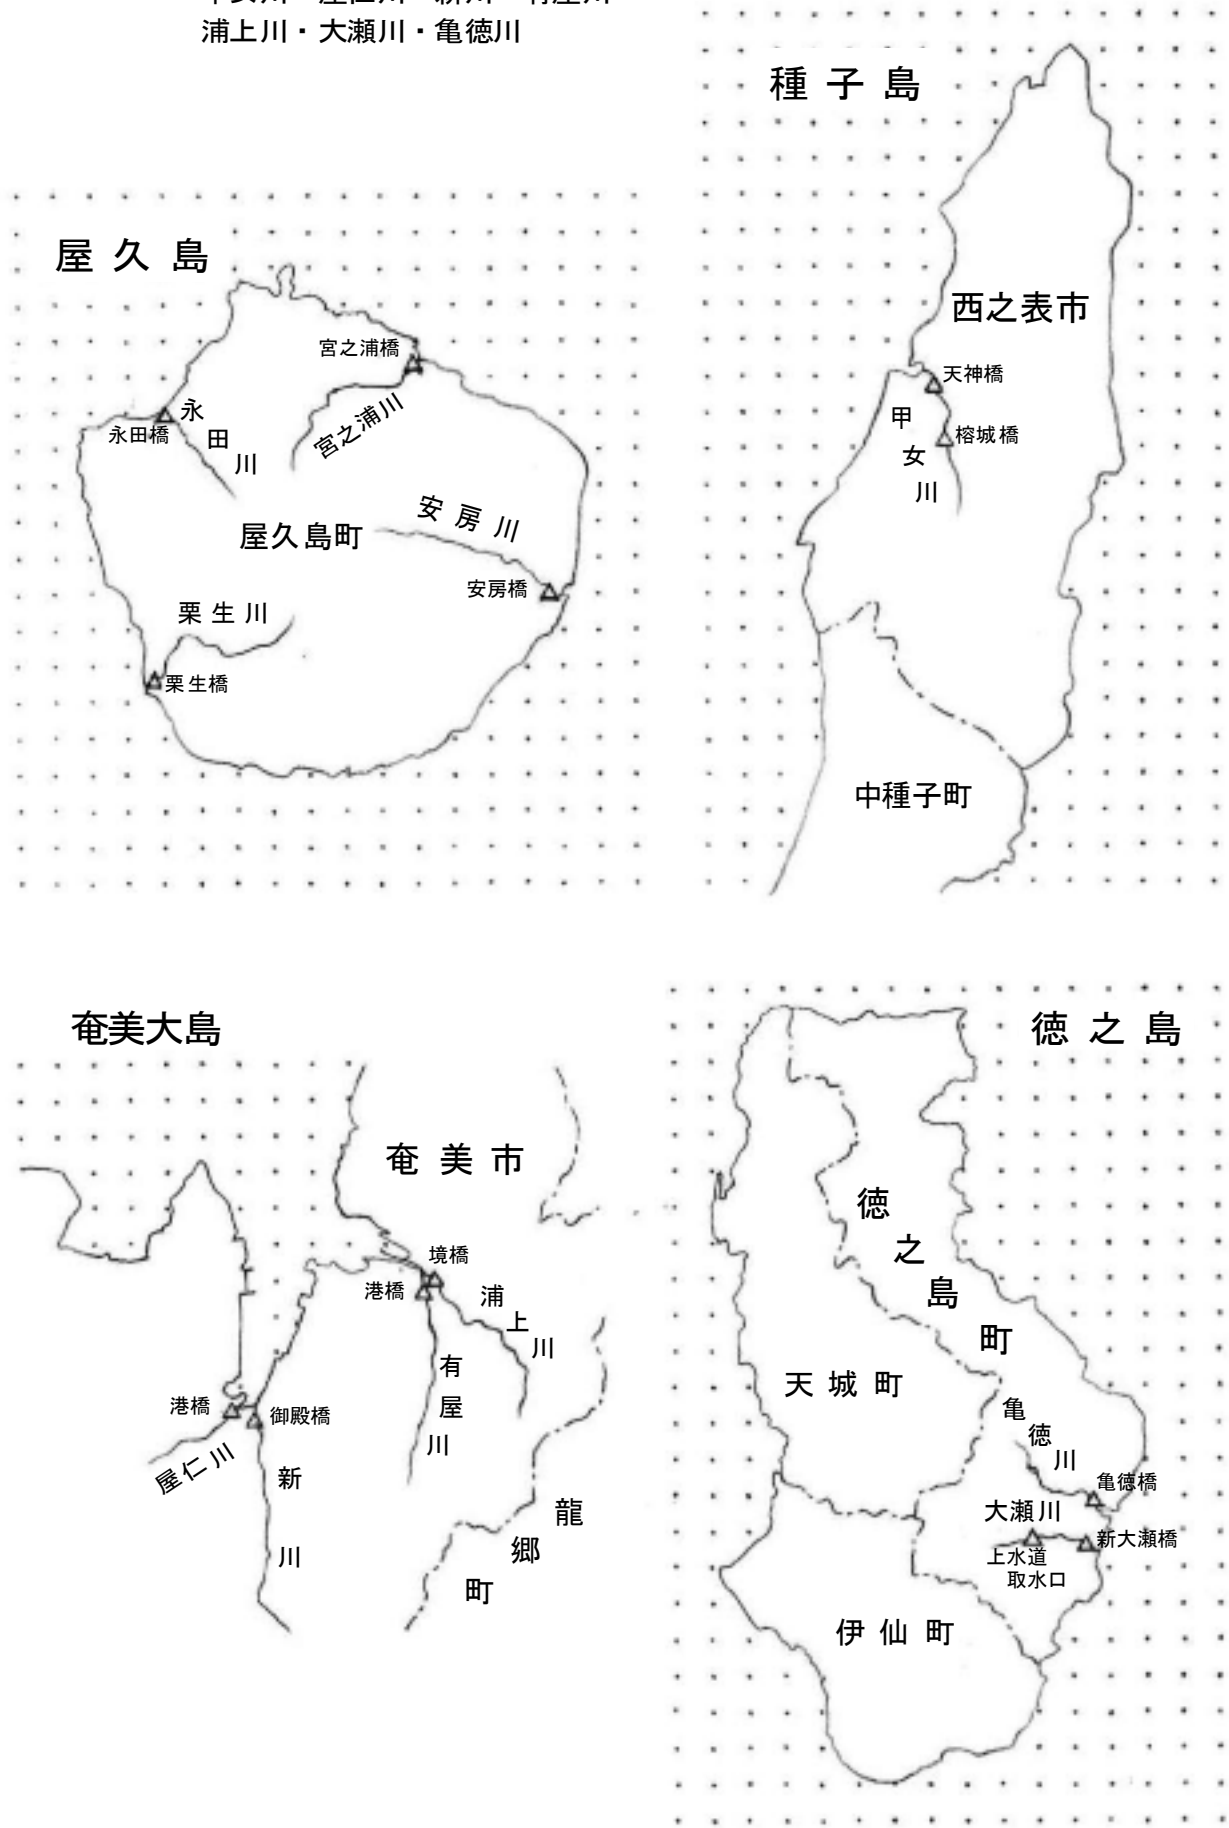 浦上川・大瀬川・亀徳川
種子島
屋久島
西之表市
宮之浦橋
天神橋
永田橋
永田川
宮之浦川
甲女川
榕城橋
安房川
屋久島町
安房橋
栗生川
栗生橋
中種子町
奄美大島
徳之島
奄美市
徳之島町
境橋
港橋
浦上川
有屋川
天城町
港橋
御殿橋
亀徳川
屋仁川
新川
亀徳橋
大瀬川
龍郷町
新大瀬橋
上水道
取水口
伊仙町